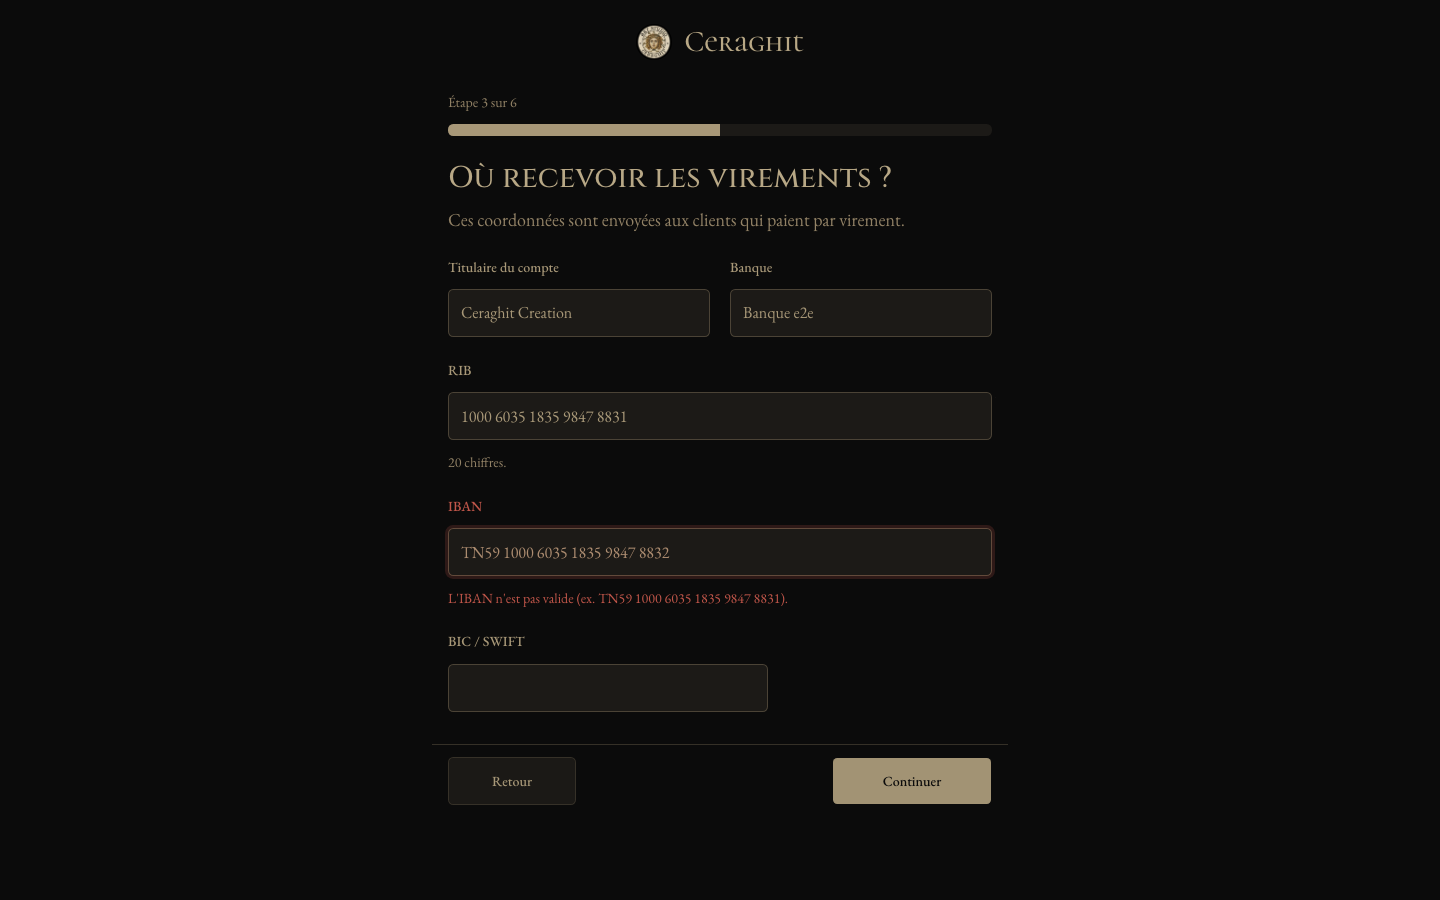 Ceraghit
Étape 3 sur 6
Où recevoir les virements ?
Ces coordonnées sont envoyées aux clients qui paient par virement.
Titulaire du compte
Banque
Ceraghit Creation
Banque e2e
RIB
1000 6035 1835 9847 8831
20 chiffres.
IBAN
TN59 1000 6035 1835 9847 8832
L'IBAN n'est pas valide (ex. TN59 1000 6035 1835 9847 8831).
BIC / SWIFT
Retour
Continuer